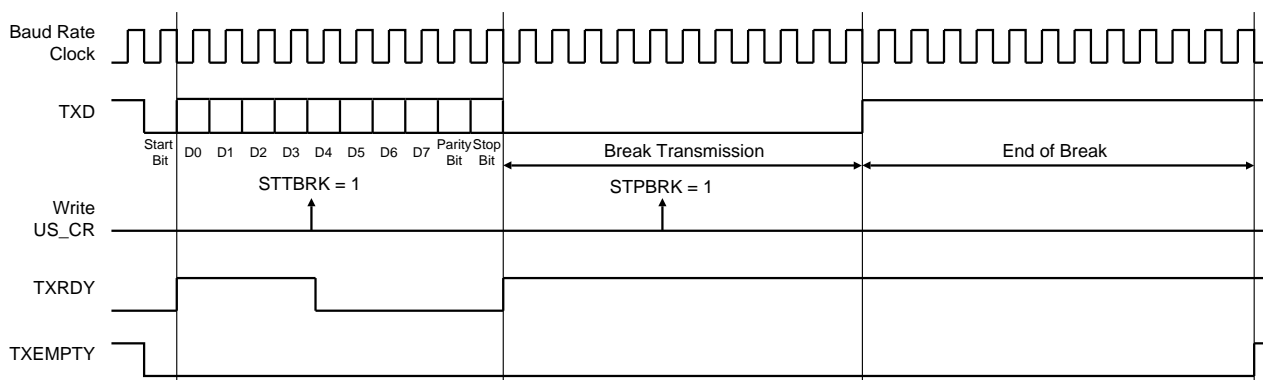 Baud Rate
Clock
TXD
Start
Bit
D0
D1
D2
D3
D4
D5
D6
D7
Parity
Bit
Stop
Bit
Break Transmission
End of Break
STTBRK = 1
STPBRK = 1
Write
US_CR
TXRDY
TXEMPTY